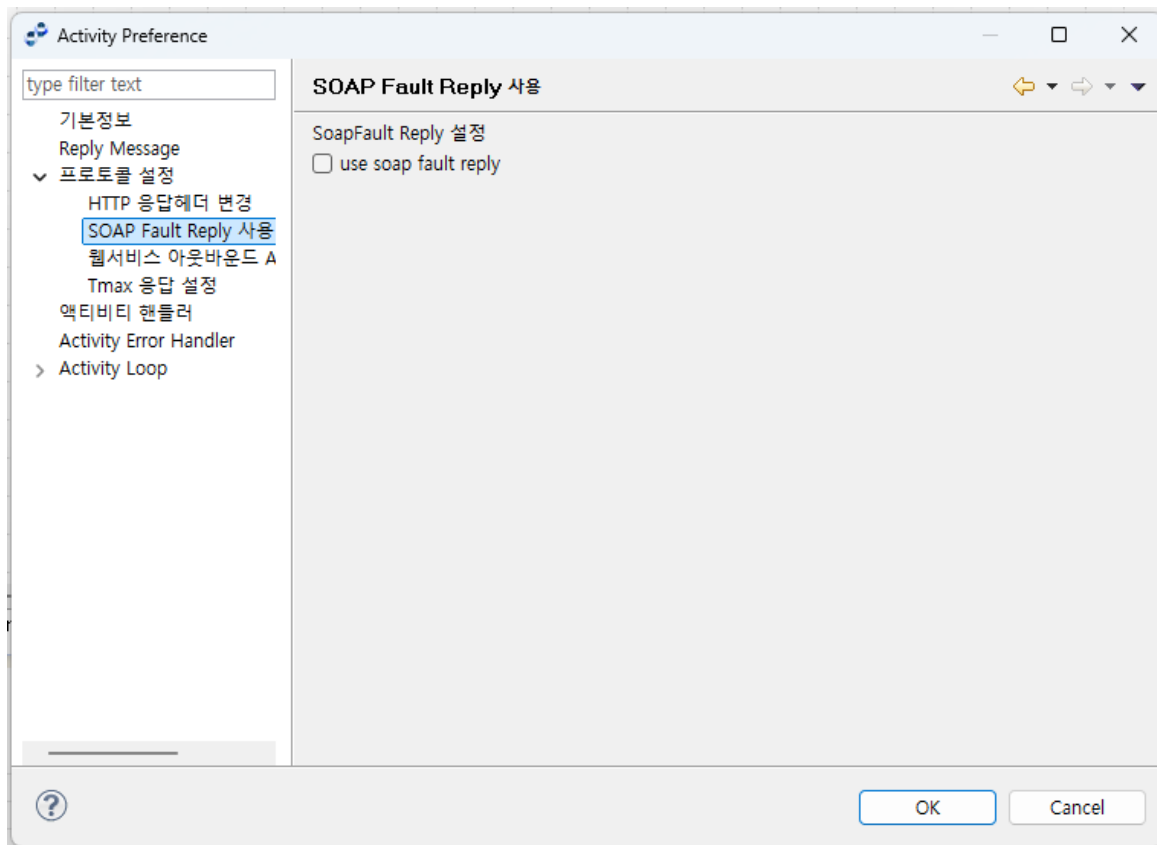 Activity Preference
type filter text
기본정보
Reply Message
프로토콜 설정
HTTP 응답헤더 변경
SOAP Fault Reply 사용
웹서비스 아웃바운드 A
Tmax 응답 설정
액티비티 핸들러
Activity Error Handler
Activity Loop
SOAP Fault Reply 사용
SoapFault Reply 설정
use soap fault reply
?
OK
Cancel